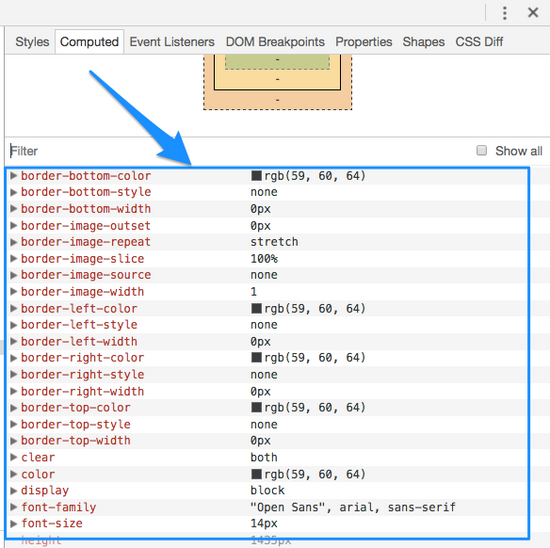 Styles Computed Event Listeners DOM Breakpoints Properties Shapes CSS Diff
-
-
-
Filter Show all
border-bottom-color rgb(59, 60, 64)
border-bottom-style none
border-bottom-width 0px
border-image-outset 0px
border-image-repeat stretch
border-image-slice 100%
border-image-source none
border-image-width 1
border-left-color rgb(59, 60, 64)
border-left-style none
border-left-width 0px
border-right-color rgb(59, 60, 64)
border-right-style none
border-right-width 0px
border-top-color rgb(59, 60, 64)
border-top-style none
border-top-width 0px
clear both
color rgb(59, 60, 64)
display block
font-family "Open Sans", arial, sans-serif
font-size 14px
height 1435px